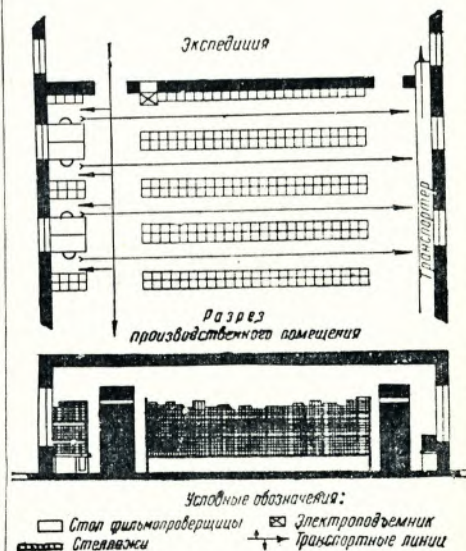 Экспедиция
Транспортер
Разрез
производственного помещения
Условные обозначения:
Стол фильмопроверщицы
Электроподъемник
Стеллажи
Транспортные линии